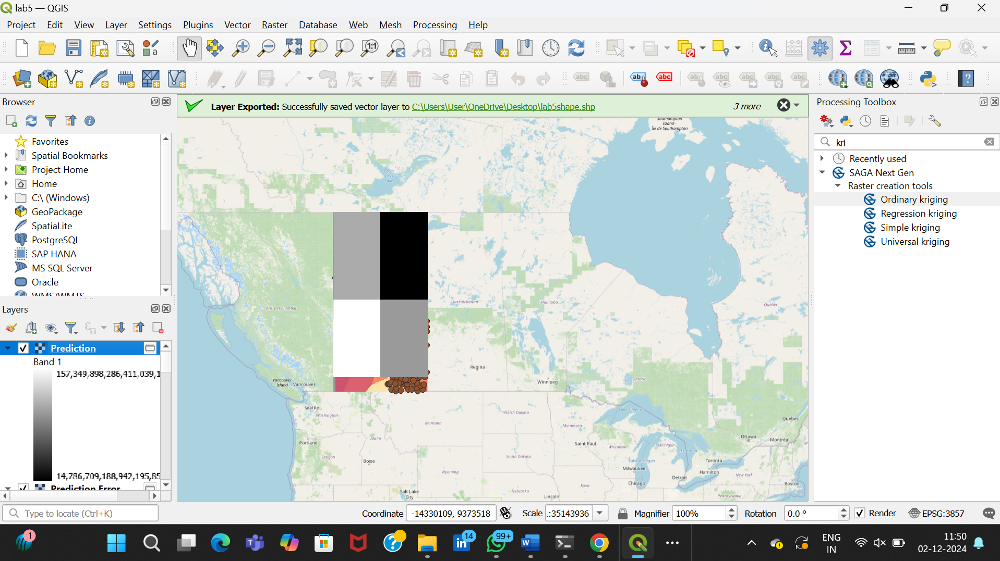 lab5 — QGIS
Project Edit View Layer Settings Plugins Vector Raster Database Web Mesh Processing Help
Browser
Favorites
Spatial Bookmarks
Project Home
Home
C:\ (Windows)
GeoPackage
SpatiaLite
PostgreSQL
SAP HANA
MS SQL Server
Oracle
WMS/WMTS
Layers
Prediction
Band 1
157,349,898,286,411,039,1
14,786,709,188,942,195,85
Prediction Error
Layer Exported: Successfully saved vector layer to C:\Users\User\OneDrive\Desktop\lab5shape.shp 3 more
Southampton
Island -
Île de Southampton
Great
Slave
Lake
British Columbia
Saskatchewan
Manitoba
Québec
Regina
Winnipeg
Ontario
Vancouver
Island
Vancouver
Seattle
Washington
Montana
North Dakota
Lake Superior
Minnesota
Québec
Ottawa
Montréal
Portland
Idaho
Saint Paul
Wisconsin
Michigan
Lake Huron
Oregon
Boise
South Dakota
Lake Michigan
Toronto
Milwaukee
Hamilton
New York
Wyoming
Detroit
Iowa
Chicago
Boston
Salt Lake
City
Nebraska
Lincoln
Pennsylvania
Processing Toolbox
kri
Recently used
SAGA Next Gen
Raster creation tools
Ordinary kriging
Regression kriging
Simple kriging
Universal kriging
Type to locate (Ctrl+K)
Coordinate -14330109, 9373518 Scale .:35143936 Magnifier 100% Rotation 0.0 ° Render EPSG:3857
1
14
99+
ENG
IN
11:50
02-12-2024